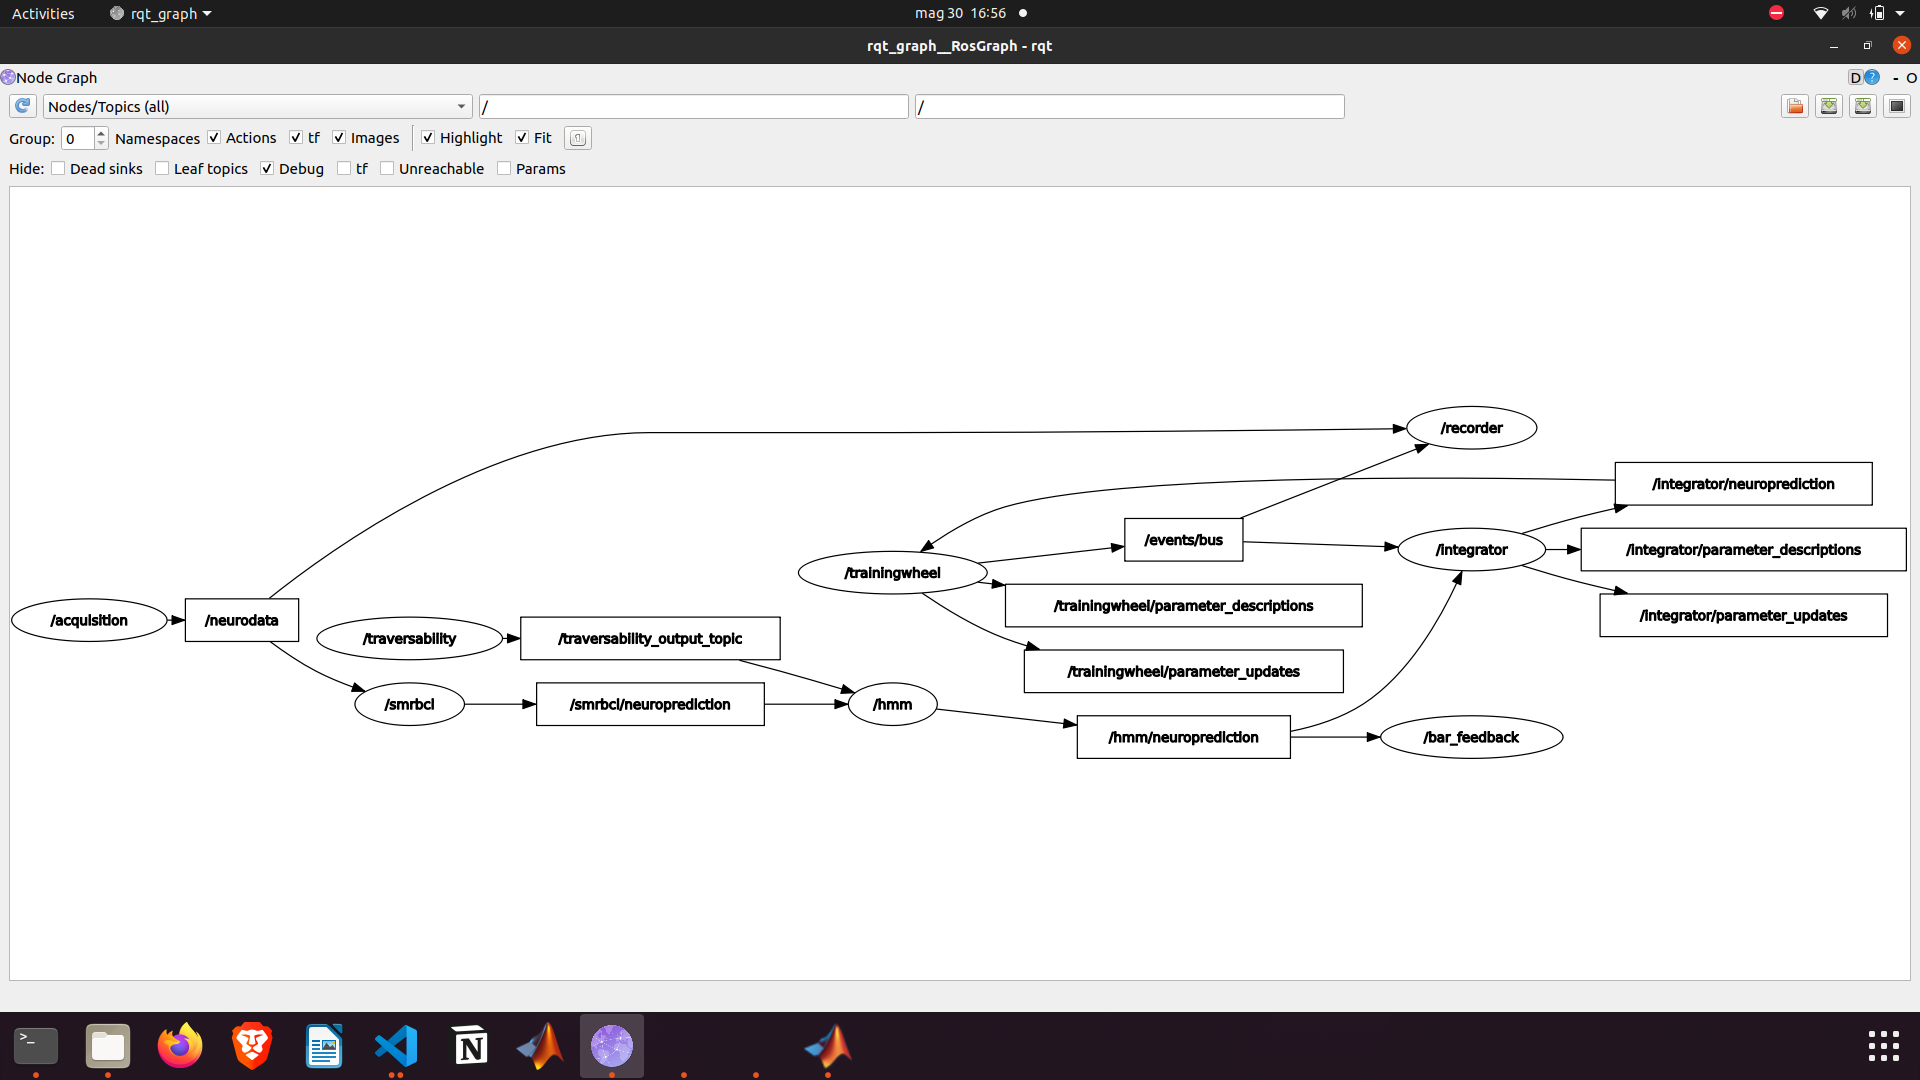 Activities rqt_graph mag 30 16:56
rqt_graph__RosGraph - rqt
Node Graph D ? - O
Nodes/Topics (all) / /
Group: 0 Namespaces Actions tf Images Highlight Fit
Hide: Dead sinks Leaf topics Debug tf Unreachable Params
/recorder
/integrator/neuroprediction
/events/bus
/integrator
/integrator/parameter_descriptions
/trainingwheel
/trainingwheel/parameter_descriptions
/integrator/parameter_updates
/acquisition
/neurodata
/traversability
/traversability_output_topic
/trainingwheel/parameter_updates
/smrbci
/smrbci/neuroprediction
/hmm
/hmm/neuroprediction
/bar_feedback